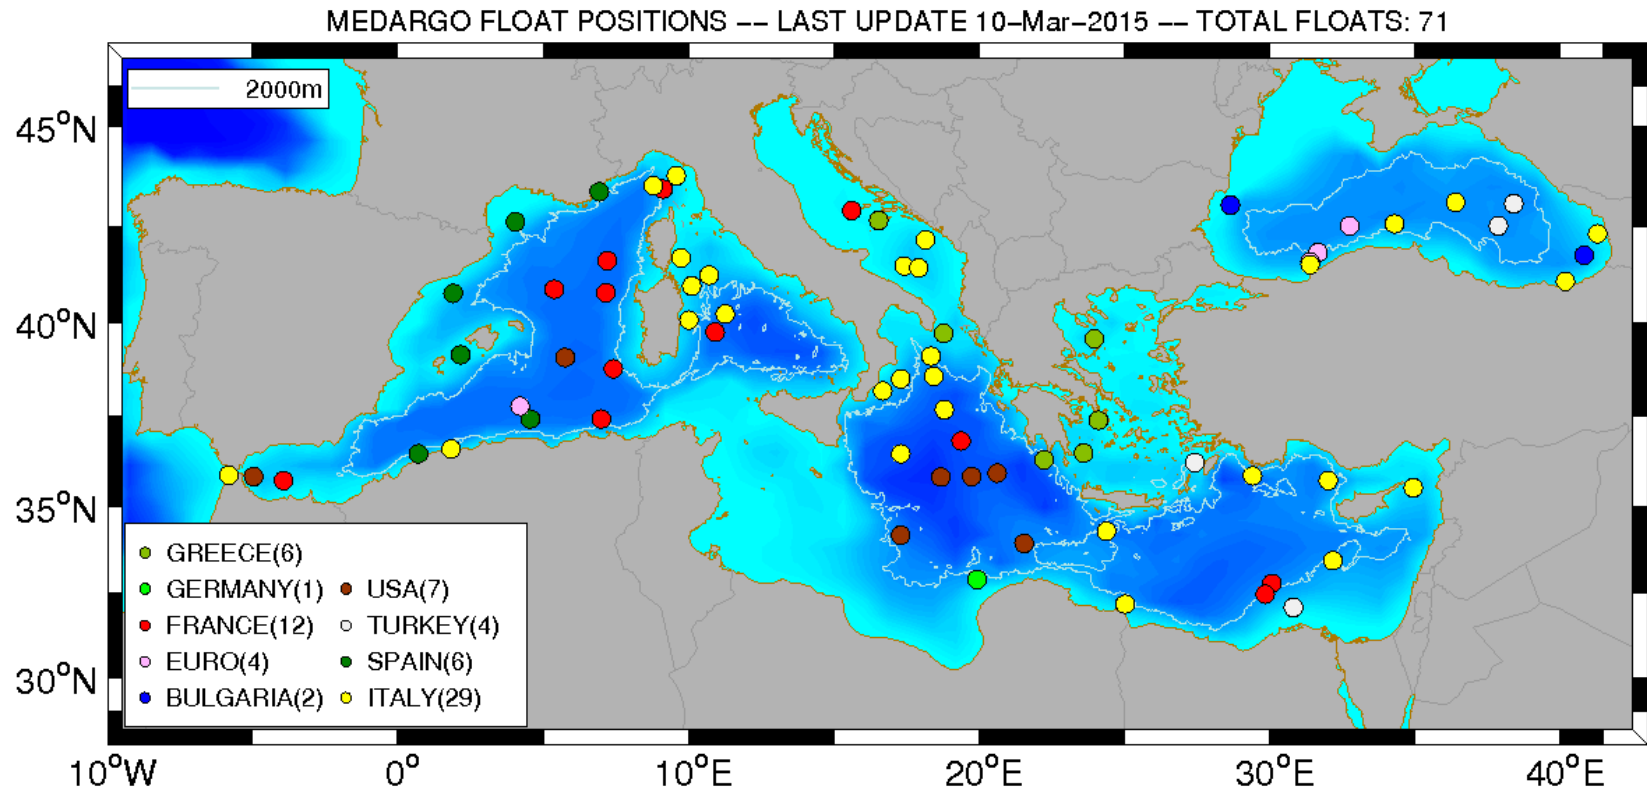 MEDARGO FLOAT POSITIONS -- LAST UPDATE 10-Mar-2015 -- TOTAL FLOATS: 71
2000m
45°N
40°N
35°N
30°N
GREECE(6)
GERMANY(1) USA(7)
FRANCE(12) TURKEY(4)
EURO(4) SPAIN(6)
BULGARIA(2) ITALY(29)
10°W 0° 10°E 20°E 30°E 40°E